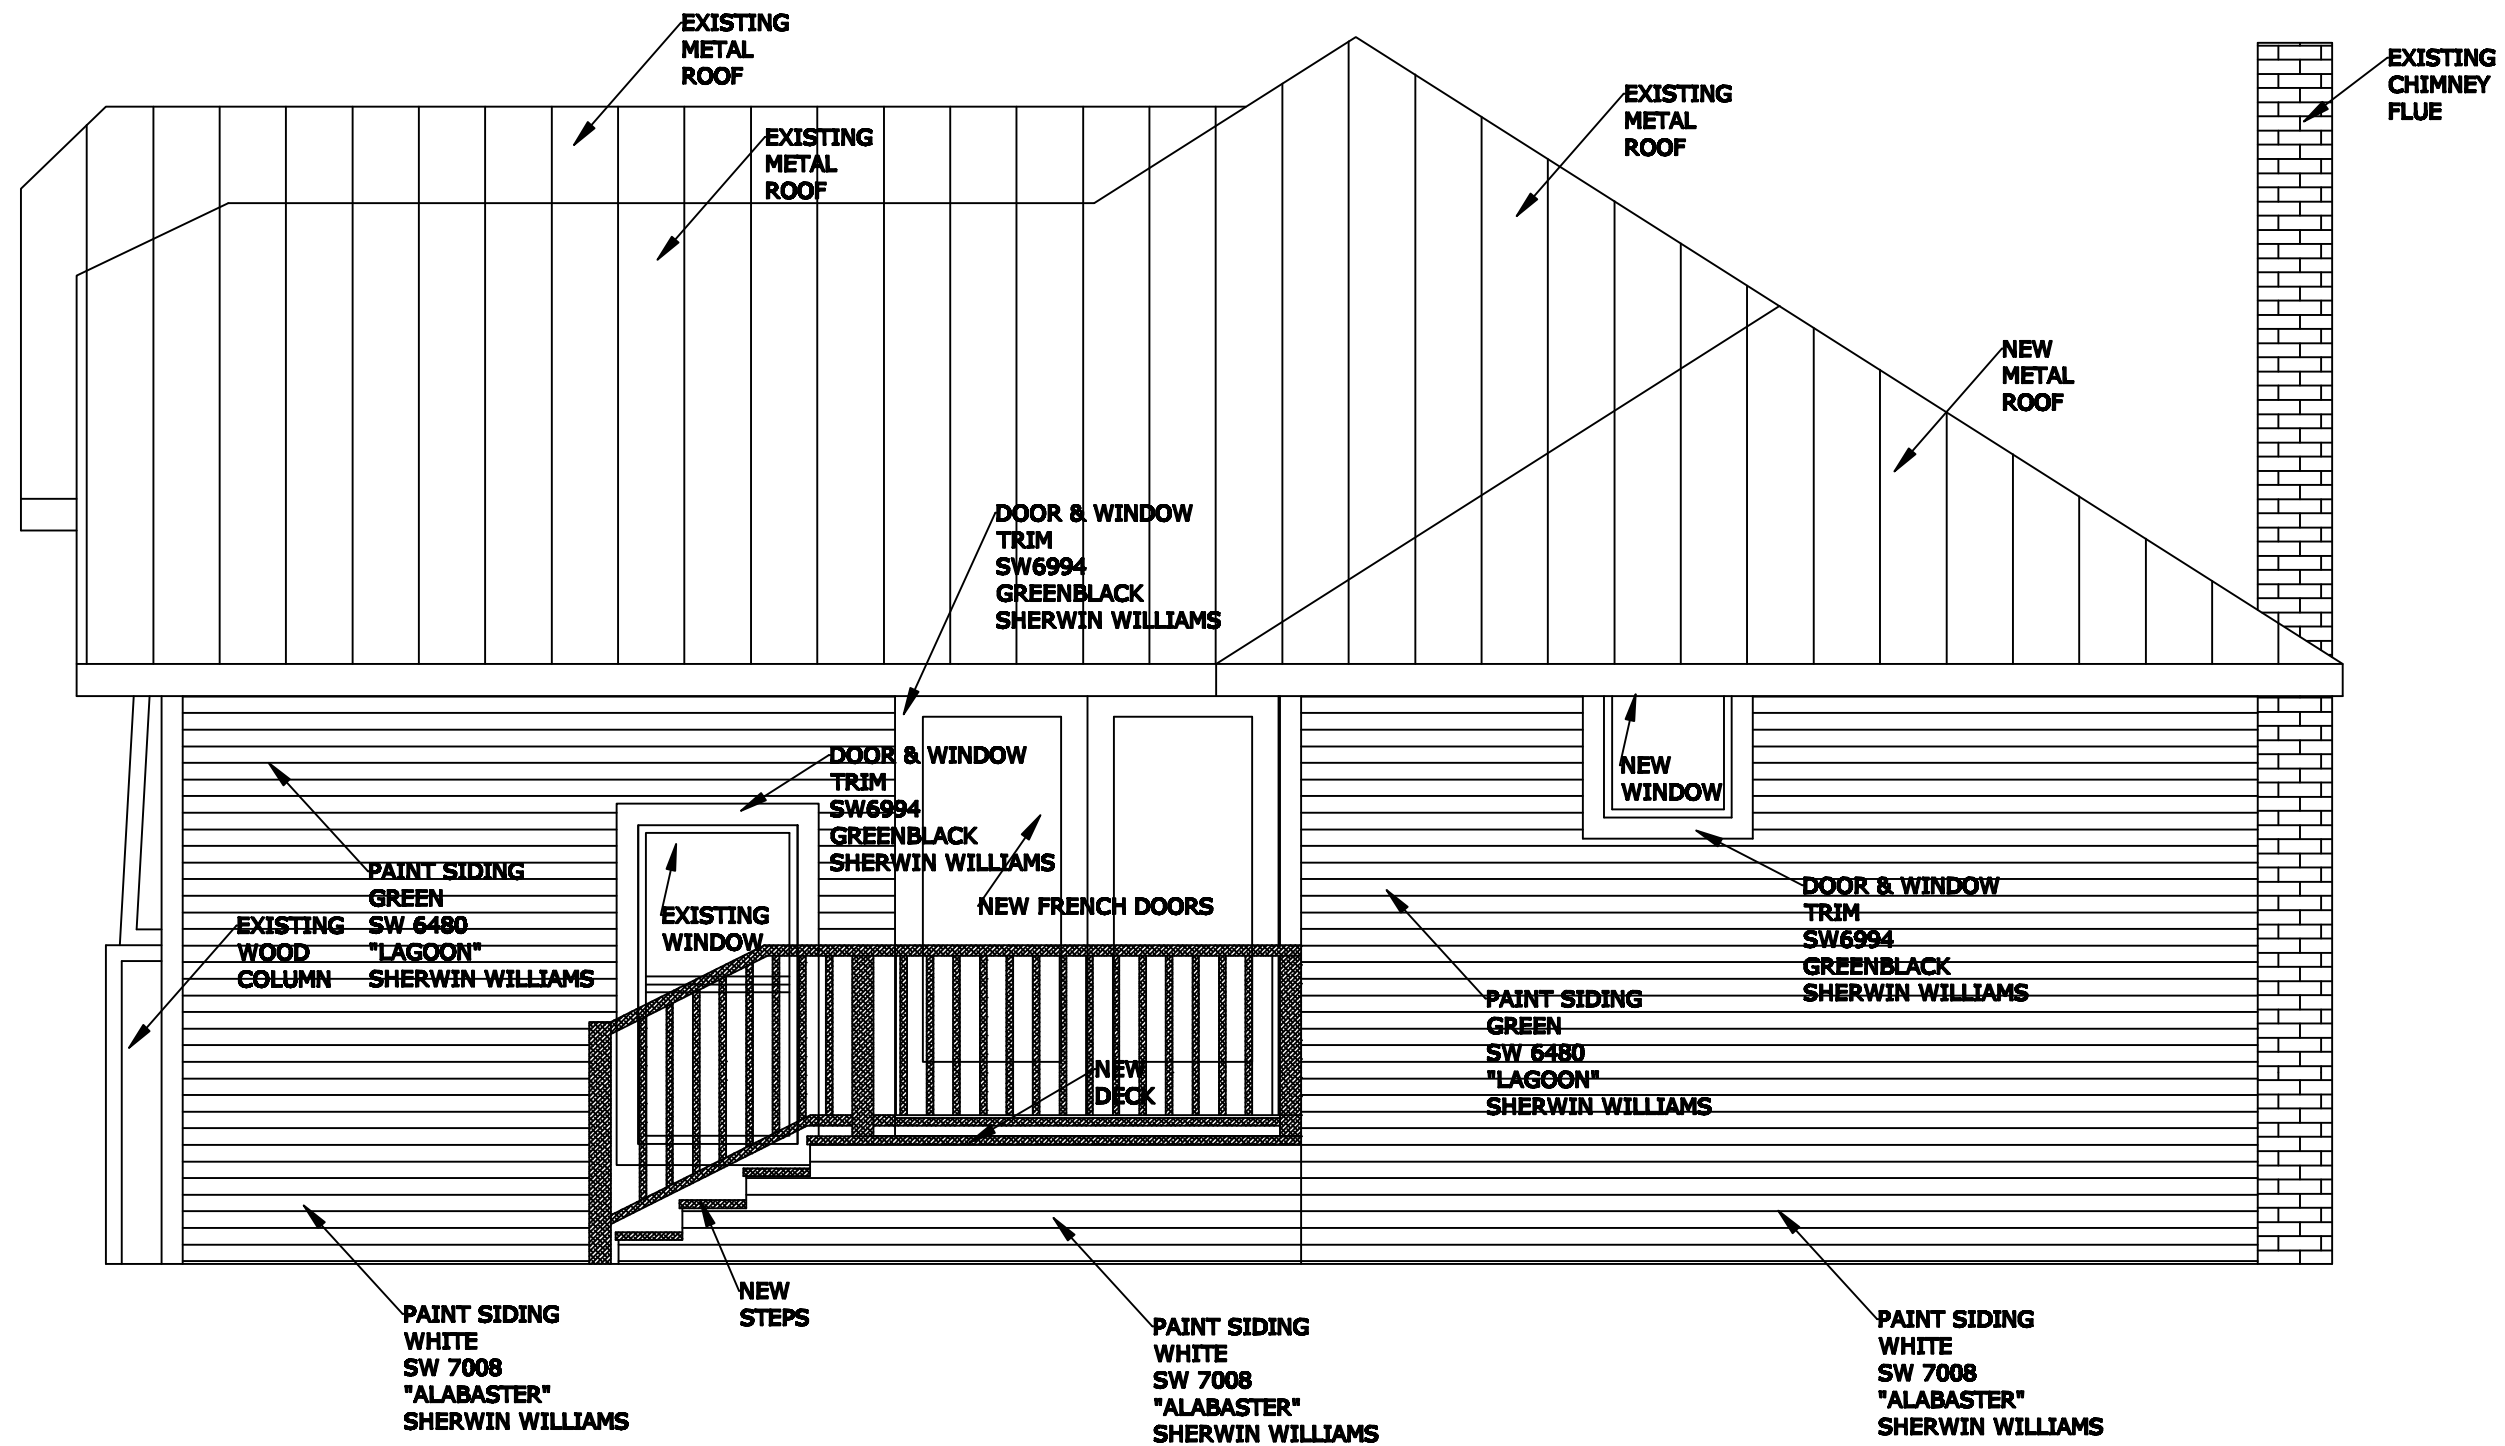 EXISTING
METAL
ROOF
EXISTING
METAL
ROOF
EXISTING
METAL
ROOF
EXISTING
CHIMNEY
FLUE
NEW
METAL
ROOF
DOOR & WINDOW
TRIM
SW6994
GREENBLACK
SHERWIN WILLIAMS
DOOR & WINDOW
TRIM
SW6994
GREENBLACK
SHERWIN WILLIAMS
NEW
WINDOW
PAINT SIDING
GREEN
SW 6480
"LAGOON"
SHERWIN WILLIAMS
EXISTING
WOOD
COLUMN
EXISTING
WINDOW
NEW FRENCH DOORS
DOOR & WINDOW
TRIM
SW6994
GREENBLACK
SHERWIN WILLIAMS
PAINT SIDING
GREEN
SW 6480
"LAGOON"
SHERWIN WILLIAMS
NEW
DECK
NEW
STEPS
PAINT SIDING
WHITE
SW 7008
"ALABASTER"
SHERWIN WILLIAMS
PAINT SIDING
WHITE
SW 7008
"ALABASTER"
SHERWIN WILLIAMS
PAINT SIDING
WHITE
SW 7008
"ALABASTER"
SHERWIN WILLIAMS